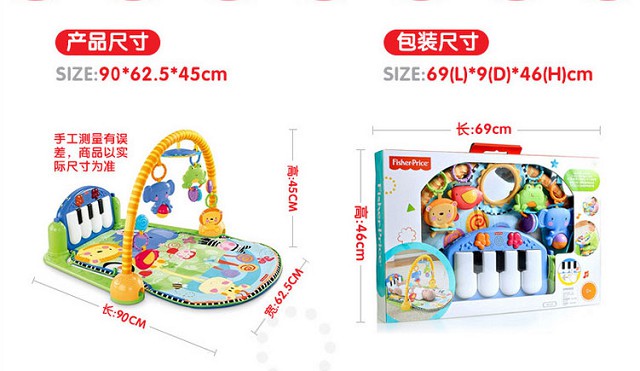 产品尺寸
SIZE:90*62.5*45cm
手工测量有误
差，商品以实
际尺寸为准
高:45CM
长:90CM
宽:62.5CM
包装尺寸
SIZE:69(L)*9(D)*46(H)cm
长:69cm
高:46cm
Fisher-Price
Fisher-Price